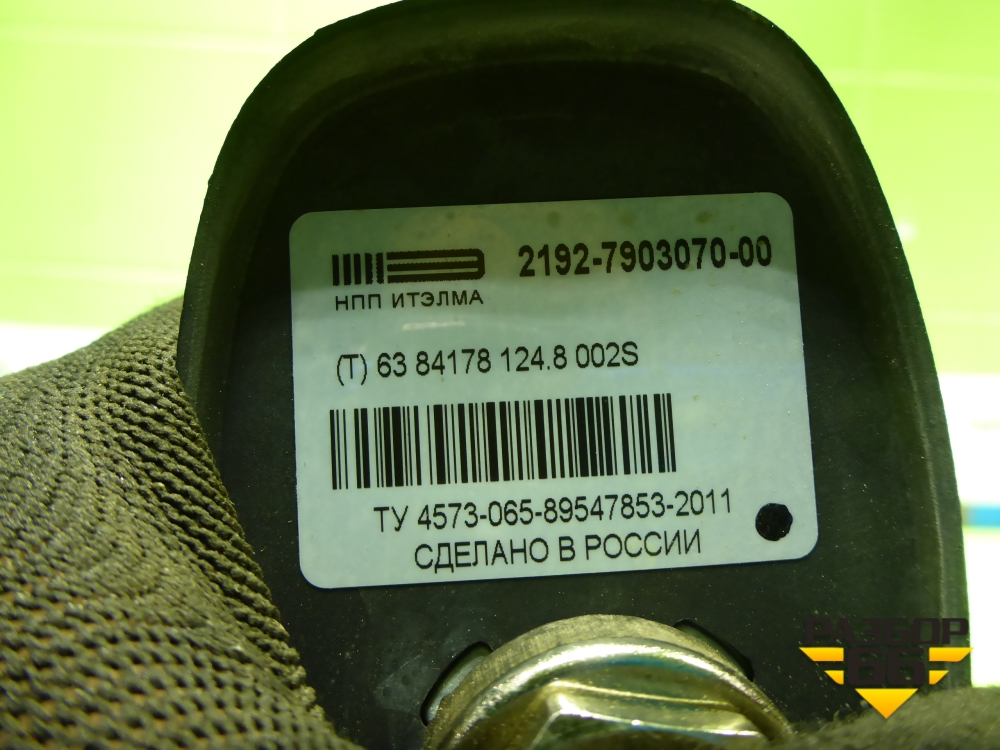 2192-7903070-00
НПП ИТЭЛМА
(Т) 63 84178 124.8 002S
ТУ 4573-065-89547853-2011
СДЕЛАНО В РОССИИ
РАЗБОР
66